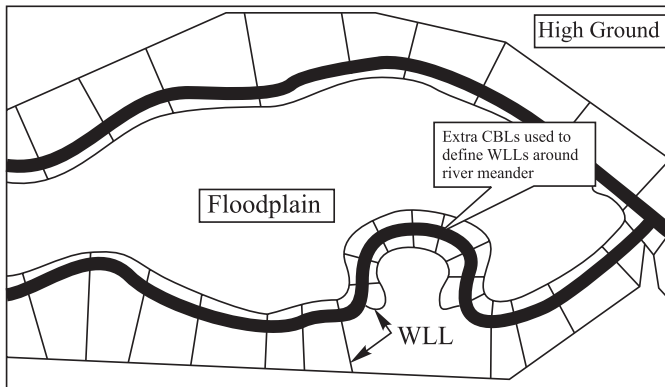 High Ground
Extra CBLs used to
define WLLs around
river meander
Floodplain
WLL